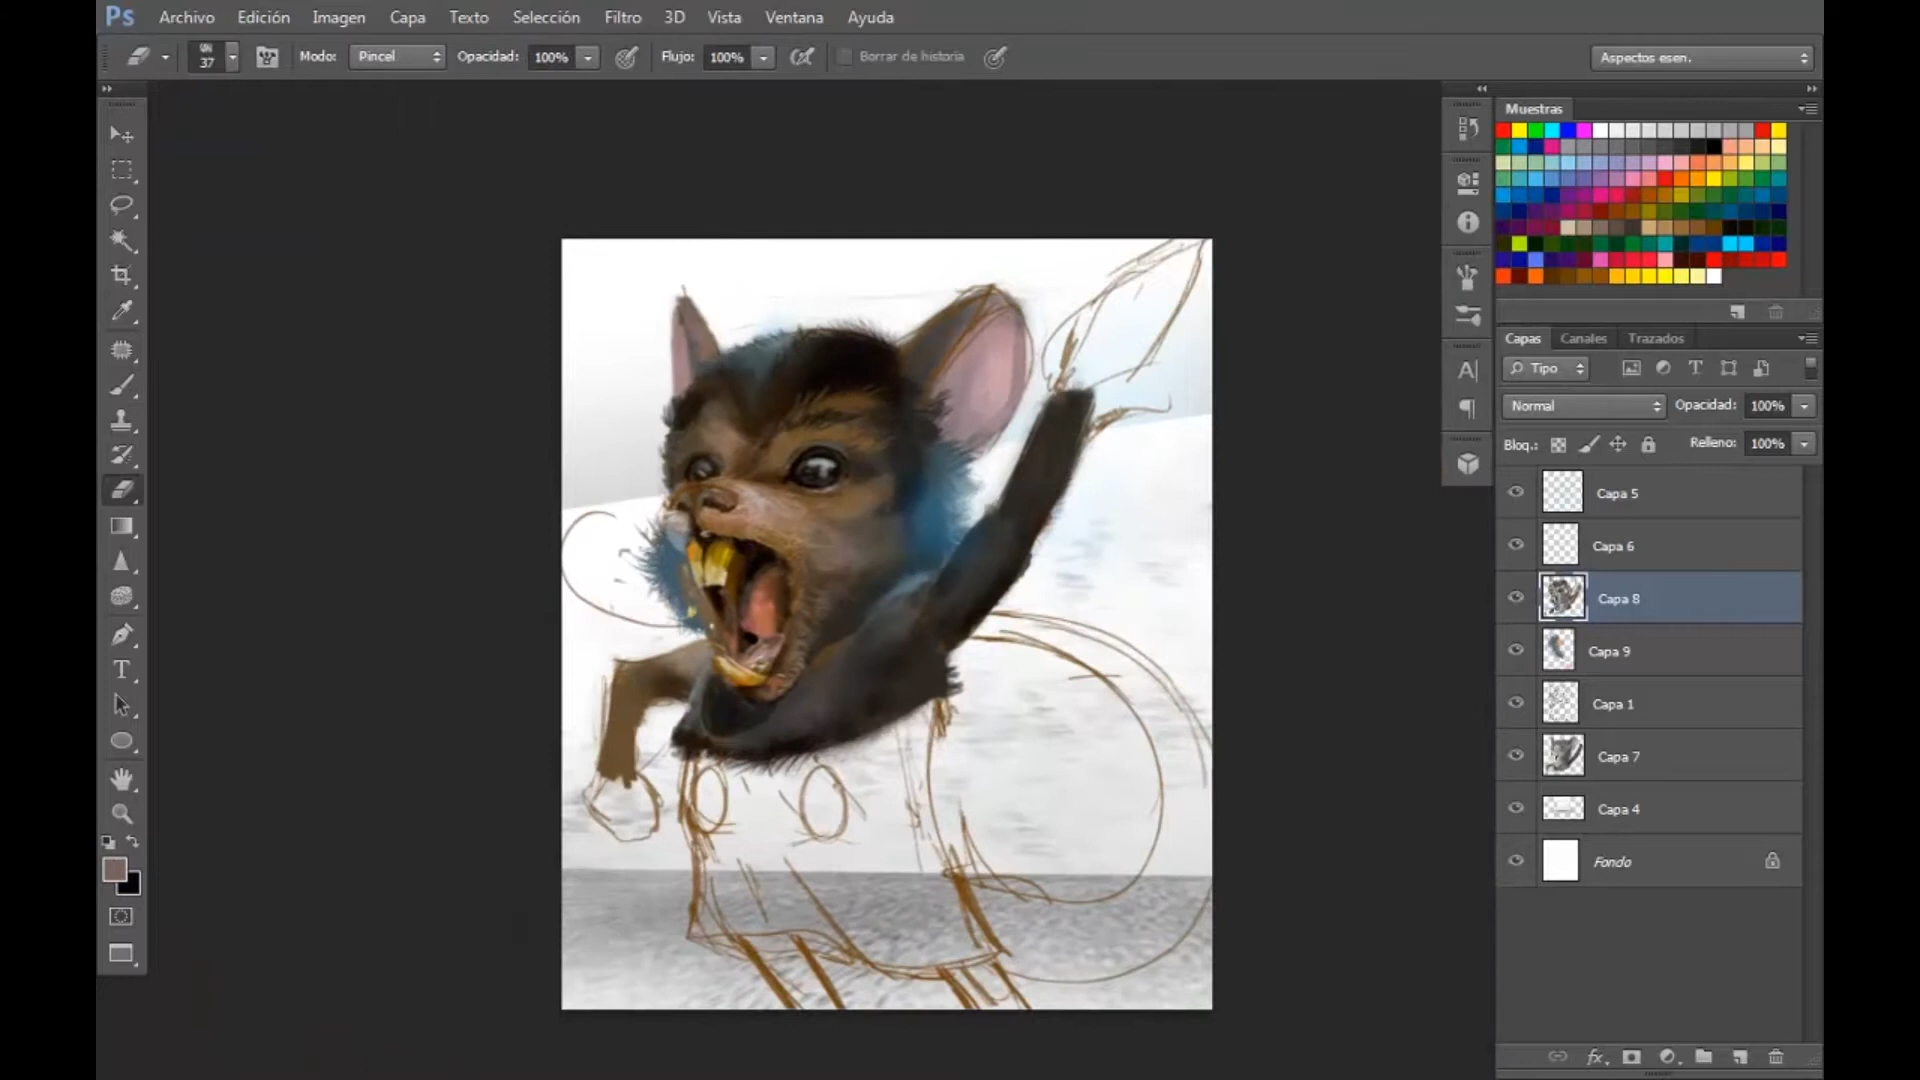 Ps Archivo Edición Imagen Capa Texto Selección Filtro 3D Vista Ventana Ayuda
37 Modo: Pincel Opacidad: 100% Flujo: 100% Borrar de historia Aspectos esen.
Muestras
Capas Canales Trazados
Tipo
Normal Opacidad: 100%
Bloq.: Relleno: 100%
Capa 5
Capa 6
Capa 8
Capa 9
Capa 1
Capa 7
Capa 4
Fondo
fx